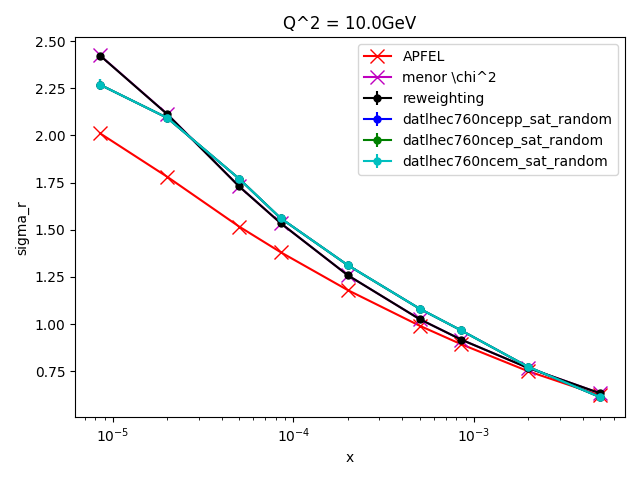 Q^2 = 10.0GeV
2.50
2.25
2.00
1.75
1.50
1.25
1.00
0.75
sigma_r
APFEL
menor \chi^2
reweighting
datlhec760ncepp_sat_random
datlhec760ncep_sat_random
datlhec760ncem_sat_random
10^-5
10^-4
10^-3
x